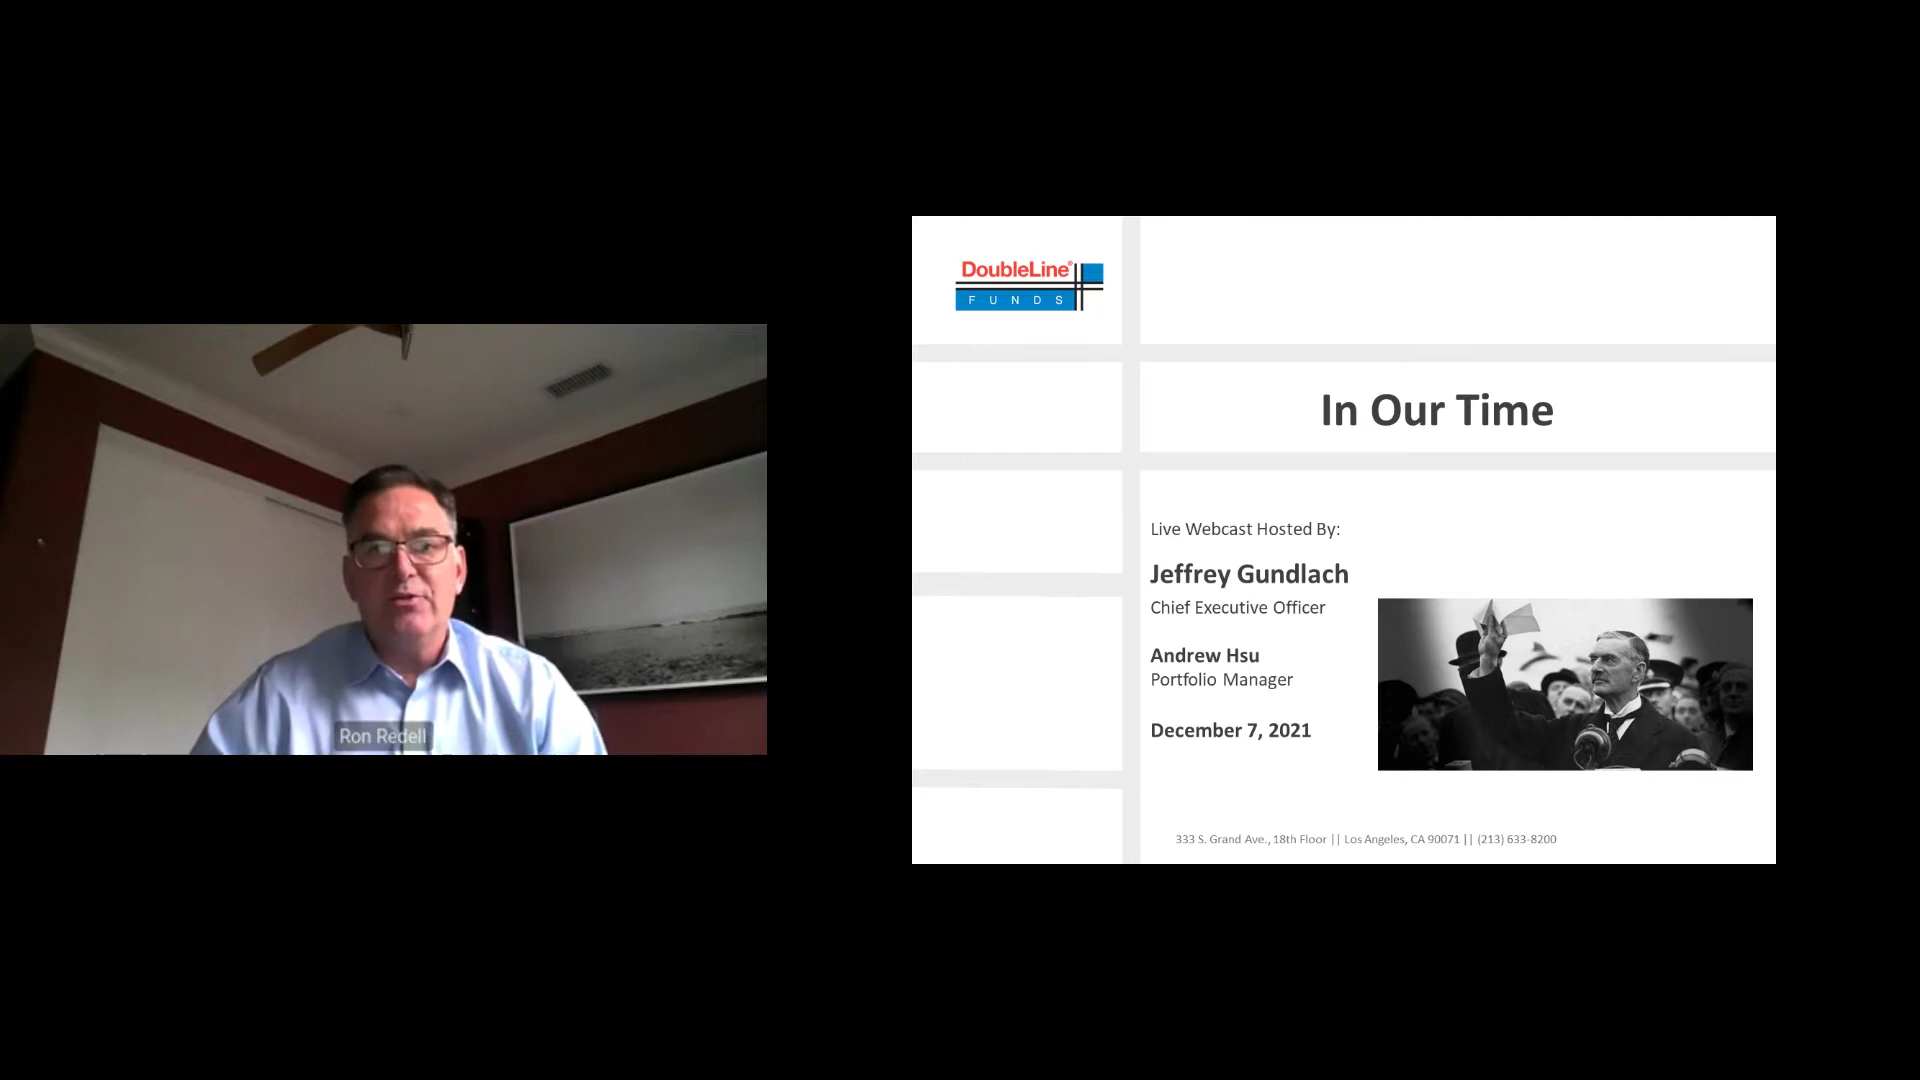 Ron Redell
DoubleLine®
FUNDS
In Our Time
Live Webcast Hosted By:
Jeffrey Gundlach
Chief Executive Officer
Andrew Hsu
Portfolio Manager
December 7, 2021
333 S. Grand Ave., 18th Floor || Los Angeles, CA 90071 || (213) 633-8200